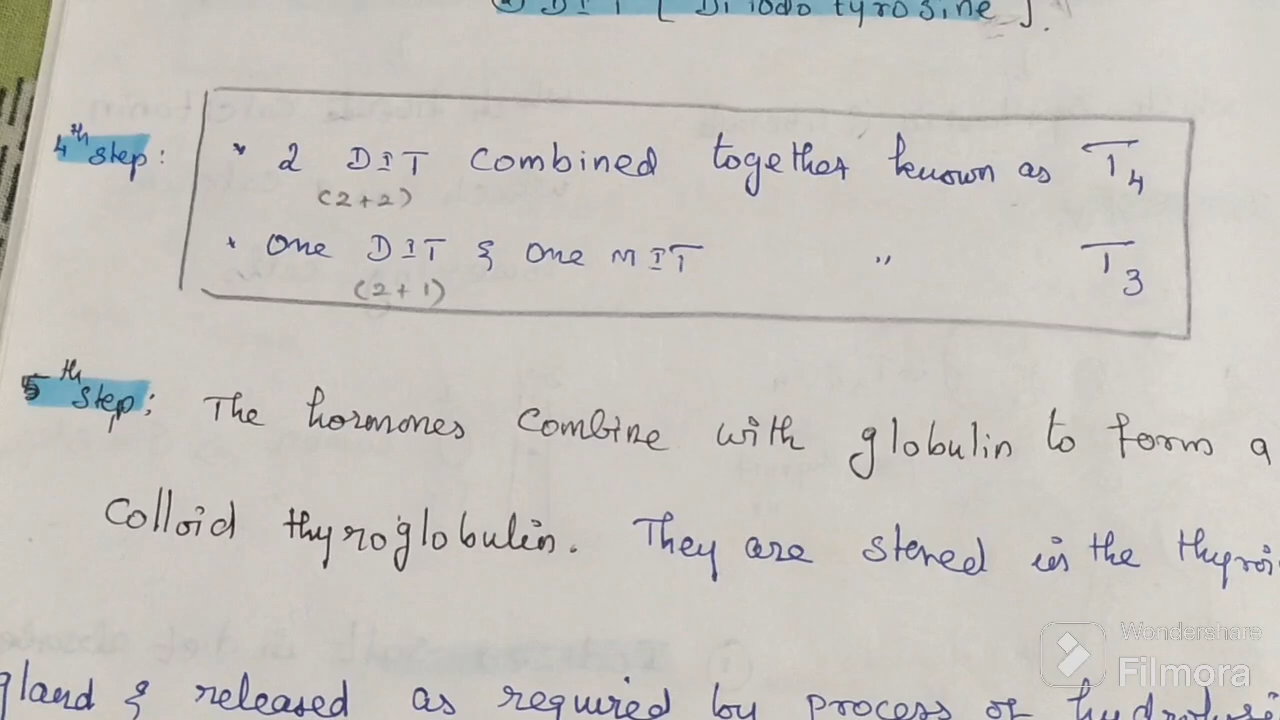 2) DIT [Di iodo tyrosine].
4th step: * 2 DIT combined together known as T4
(2+2)
* One DIT & one MIT " T3
(2+1)
5th step: The hormones combine with globulin to form a
colloid thyroglobulin. They are stored in the thyroi
gland & released as required by process of hydrolysi
Wondershare
Filmora